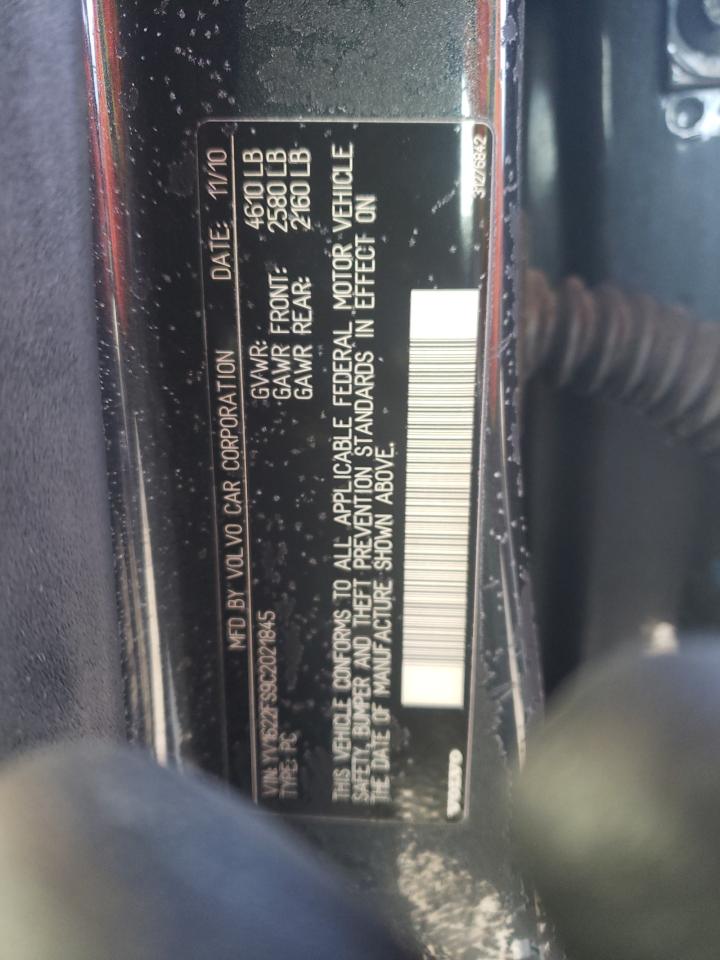 MFD BY VOLVO CAR CORPORATION DATE: 11/10
VIN: YV1622FS9C2021845 GVWR: 4610 LB
TYPE: PC GAWR FRONT: 2580 LB
GAWR REAR: 2160 LB
THIS VEHICLE CONFORMS TO ALL APPLICABLE FEDERAL MOTOR VEHICLE
SAFETY, BUMPER AND THEFT PREVENTION STANDARDS IN EFFECT ON
THE DATE OF MANUFACTURE SHOWN ABOVE.
VOLVO
31276842